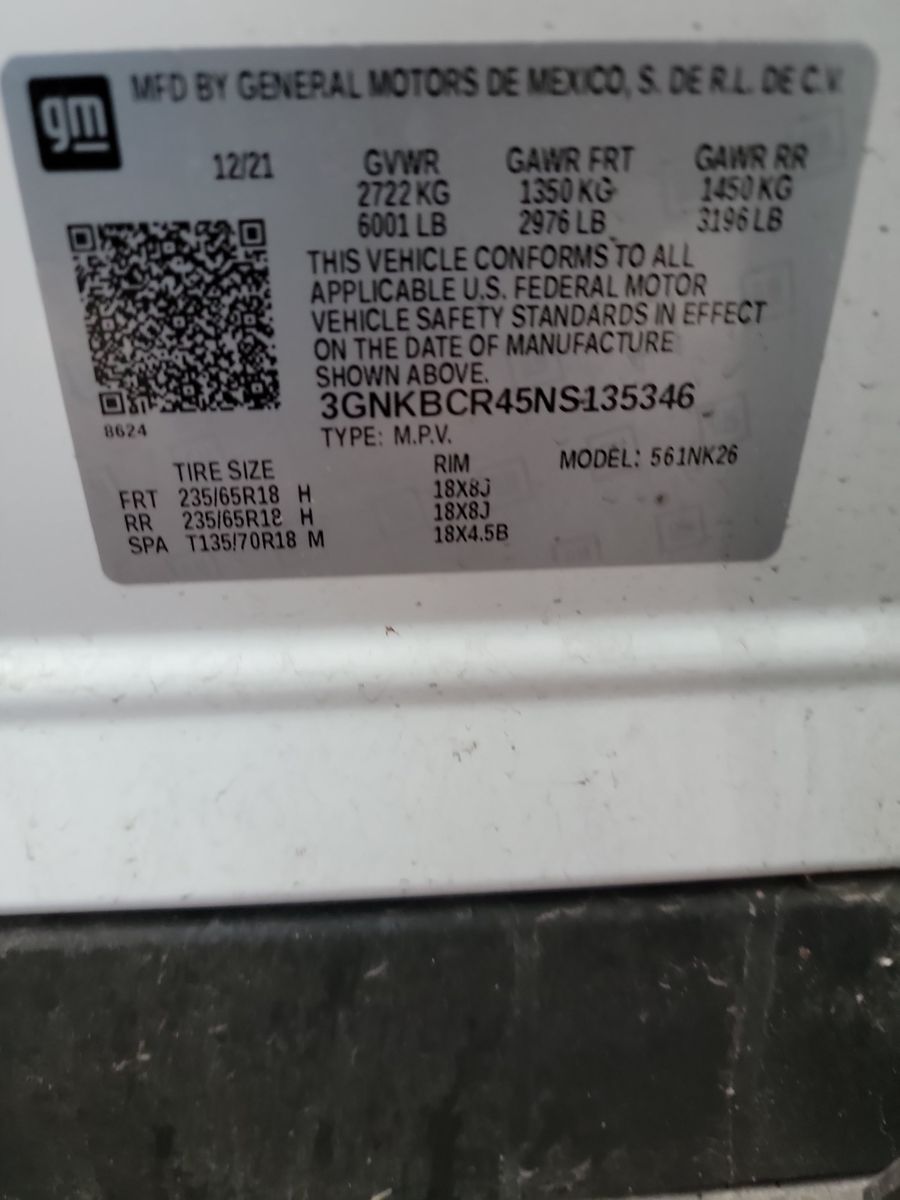 gm
MFD BY GENERAL MOTORS DE MEXICO, S. DE R.L. DE C.V.
12/21 GVWR GAWR FRT GAWR RR
2722 KG 1350 KG 1450 KG
6001 LB 2976 LB 3196 LB
THIS VEHICLE CONFORMS TO ALL
APPLICABLE U.S. FEDERAL MOTOR
VEHICLE SAFETY STANDARDS IN EFFECT
ON THE DATE OF MANUFACTURE
SHOWN ABOVE.
3GNKBCR45NS135346
8624
TYPE: M.P.V.
MODEL: 561NK26
TIRE SIZE RIM
FRT 235/65R18 H 18X8J
RR 235/65R18 H 18X8J
SPA T135/70R18 M 18X4.5B